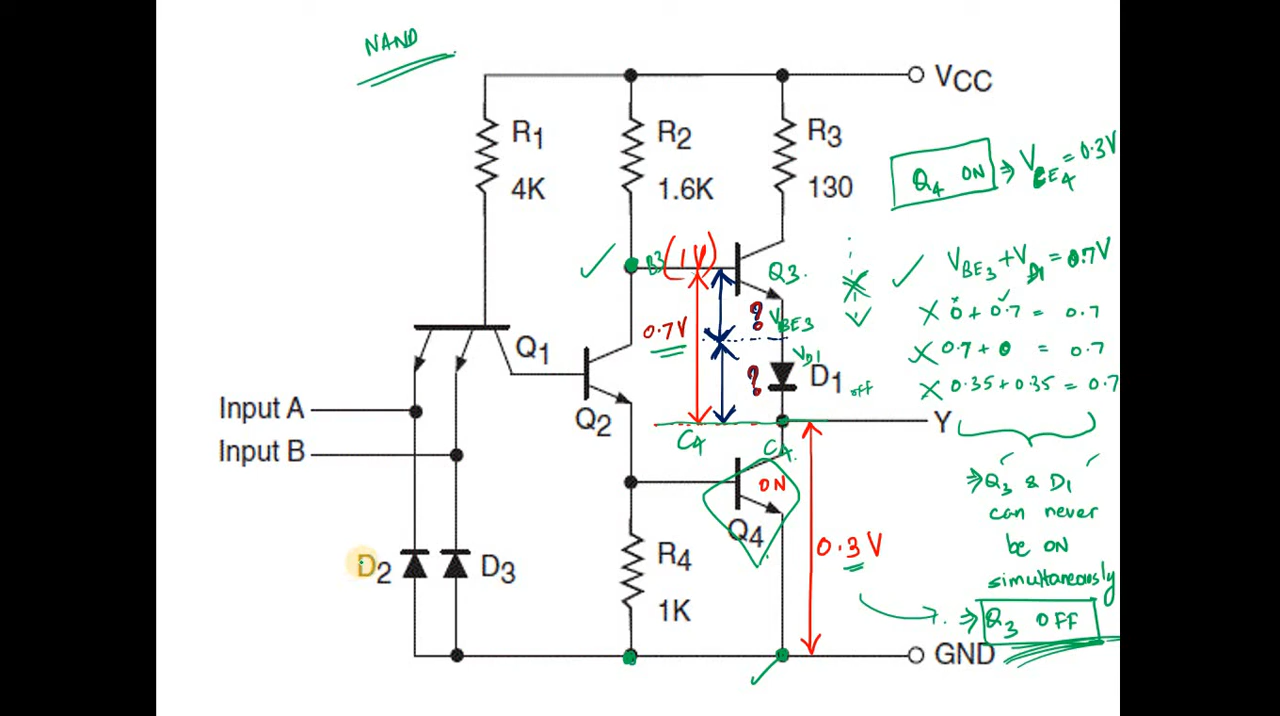 NAND
VCC
R1
4K
R2
1.6K
R3
130
Q4 ON ⇒ VCE4 = 0.3V
B3 (1V)
Q3
VBE3 + VD1 = 0.7V
0 + 0.7 = 0.7
0.7 + 0 = 0.7
0.35 + 0.35 = 0.7
0.7V
? VBE3
VD1
?
D1 off
Q1
Q2
Input A
Input B
C4
C4
Y
ON
Q4
⇒ Q3 & D1
can never
be ON
simultaneously
⇒ Q3 OFF
0.3 V
D2
D3
R4
1K
GND